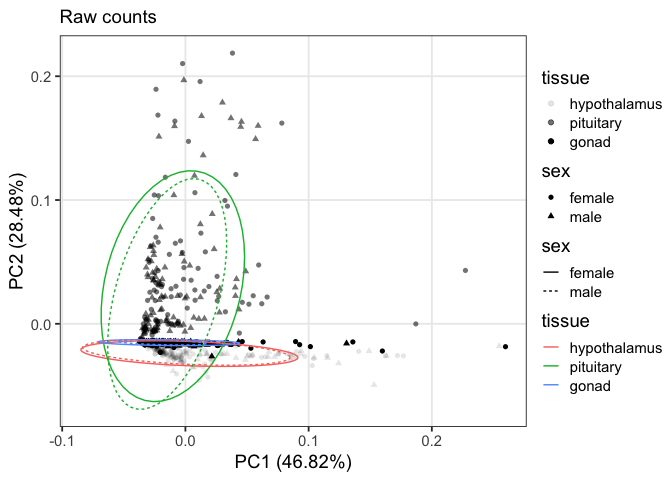 Raw counts
PC2 (28.48%)
0.2
0.1
0.0
-0.1
0.0
0.1
0.2
PC1 (46.82%)
tissue
hypothalamus
pituitary
gonad
sex
female
male
sex
female
male
tissue
hypothalamus
pituitary
gonad